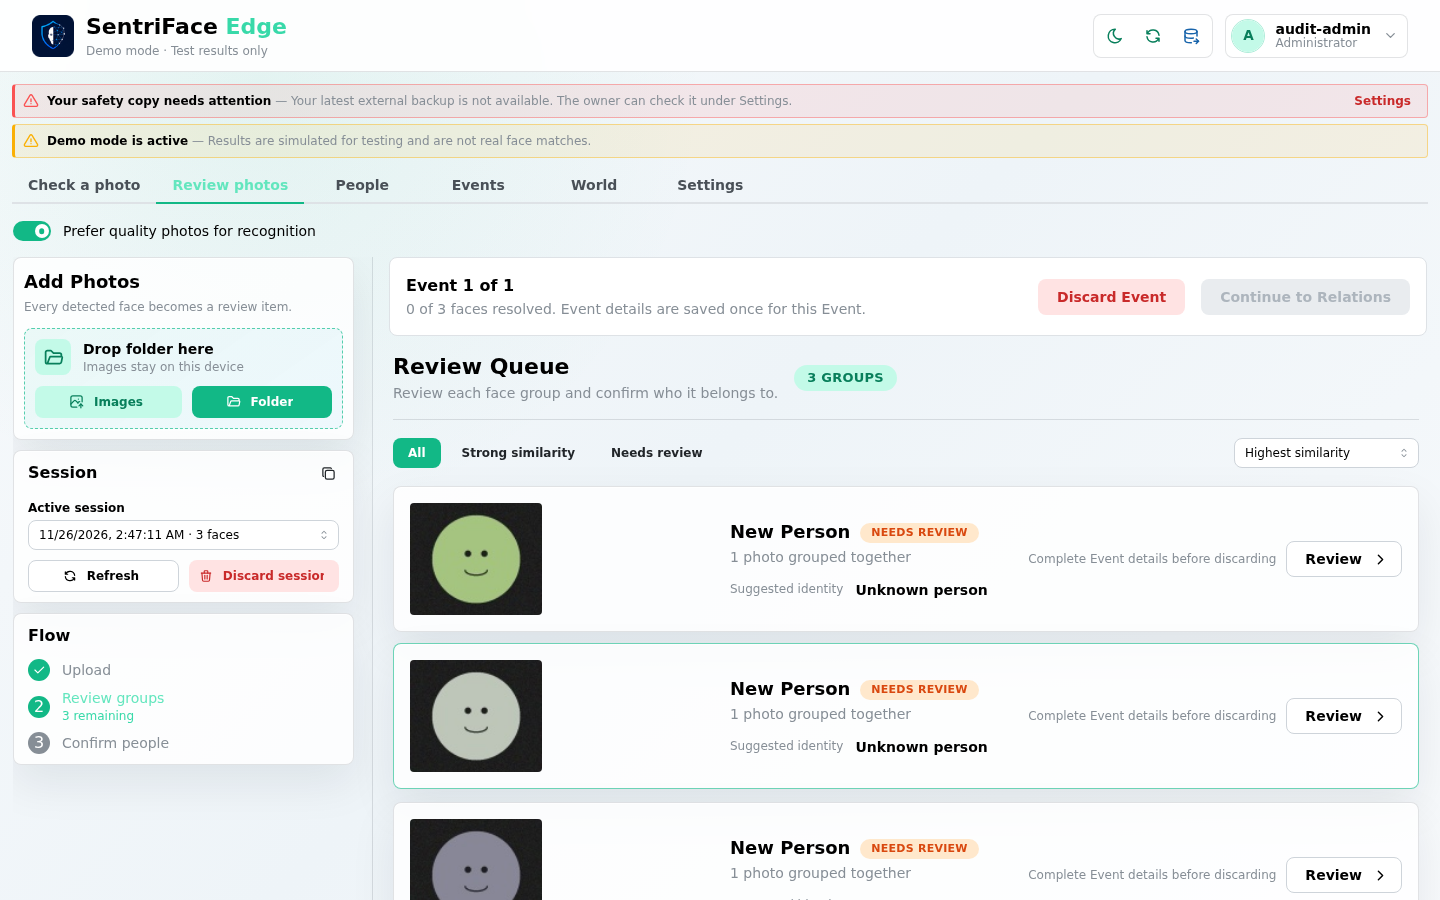 SentriFace Edge
Demo mode · Test results only
A
audit-admin
Administrator
Your safety copy needs attention — Your latest external backup is not available. The owner can check it under Settings.
Settings
Demo mode is active — Results are simulated for testing and are not real face matches.
Check a photo
Review photos
People
Events
World
Settings
Prefer quality photos for recognition
Add Photos
Every detected face becomes a review item.
Drop folder here
Images stay on this device
Images
Folder
Session
Active session
11/26/2026, 2:47:11 AM · 3 faces
Refresh
Discard session
Flow
Upload
2
Review groups
3 remaining
3
Confirm people
Event 1 of 1
0 of 3 faces resolved. Event details are saved once for this Event.
Discard Event
Continue to Relations
Review Queue
Review each face group and confirm who it belongs to.
3 GROUPS
All
Strong similarity
Needs review
Highest similarity
New Person
NEEDS REVIEW
1 photo grouped together
Suggested identity
Unknown person
Complete Event details before discarding
Review
New Person
NEEDS REVIEW
1 photo grouped together
Suggested identity
Unknown person
Complete Event details before discarding
Review
New Person
NEEDS REVIEW
1 photo grouped together
Complete Event details before discarding
Review